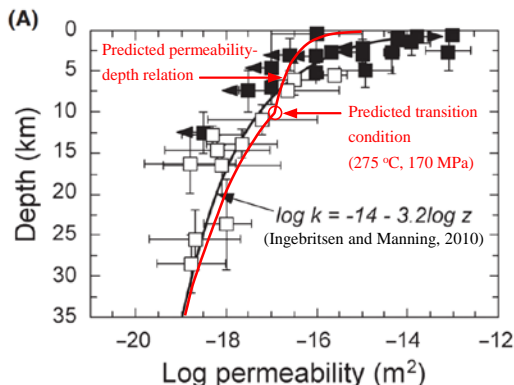 (A)
0
5
10
15
20
25
30
35
Depth (km)
Predicted permeability-
depth relation
Predicted transition
condition
(275 °C, 170 MPa)
log k = -14 - 3.2log z
(Ingebritsen and Manning, 2010)
−20 −18 −16 −14 −12
Log permeability (m²)